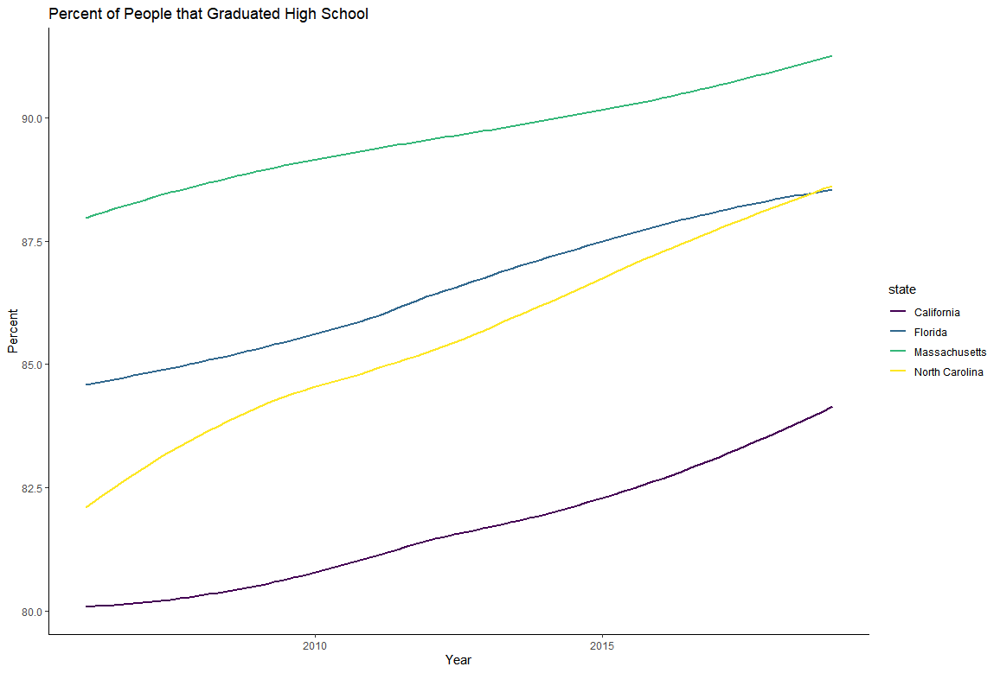 Percent of People that Graduated High School
90.0
87.5
85.0
82.5
80.0
Percent
2010
2015
Year
state
California
Florida
Massachusetts
North Carolina